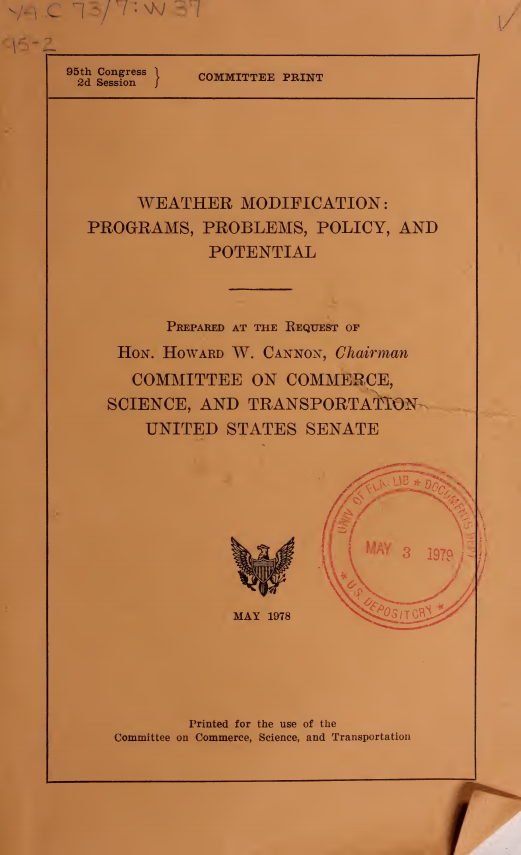 YA.C 73/7:W 37
95-2
95th Congress
2d Session
COMMITTEE PRINT
WEATHER MODIFICATION:
PROGRAMS, PROBLEMS, POLICY, AND
POTENTIAL
PREPARED AT THE REQUEST OF
HON. HOWARD W. CANNON, Chairman
COMMITTEE ON COMMERCE,
SCIENCE, AND TRANSPORTATION
UNITED STATES SENATE
UNIV. OF FLA. LIB ★ DOCUMENTS DEPT
MAY 3 1979
★ U.S. DEPOSITORY ★
MAY 1978
Printed for the use of the
Committee on Commerce, Science, and Transportation